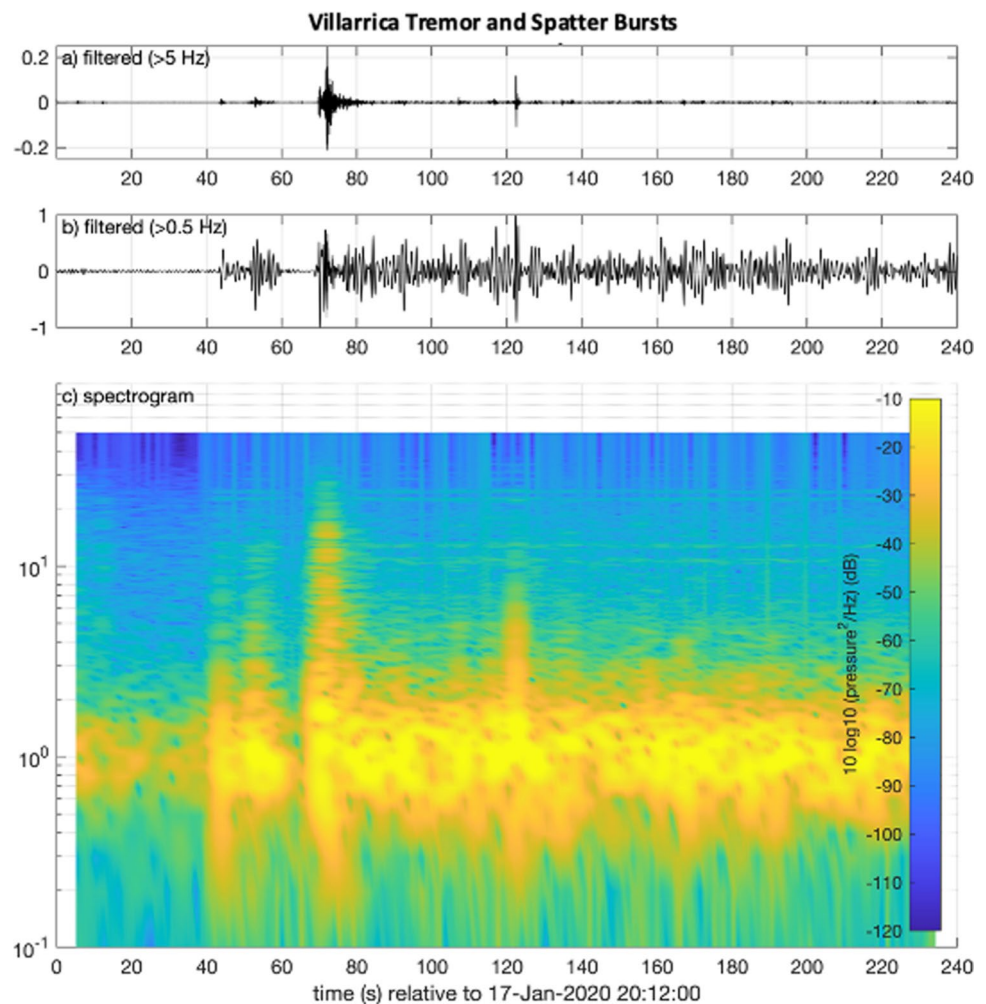 Villarrica Tremor and Spatter Bursts
a) filtered (>5 Hz)
0.2
0
-0.2
20 40 60 80 100 120 140 160 180 200 220 240
b) filtered (>0.5 Hz)
1
0
-1
20 40 60 80 100 120 140 160 180 200 220 240
c) spectrogram
10¹
10⁰
10⁻¹
0 20 40 60 80 100 120 140 160 180 200 220 240
time (s) relative to 17-Jan-2020 20:12:00
10 log10 (pressure²/Hz) (dB)
-10
-20
-30
-40
-50
-60
-70
-80
-90
-100
-110
-120